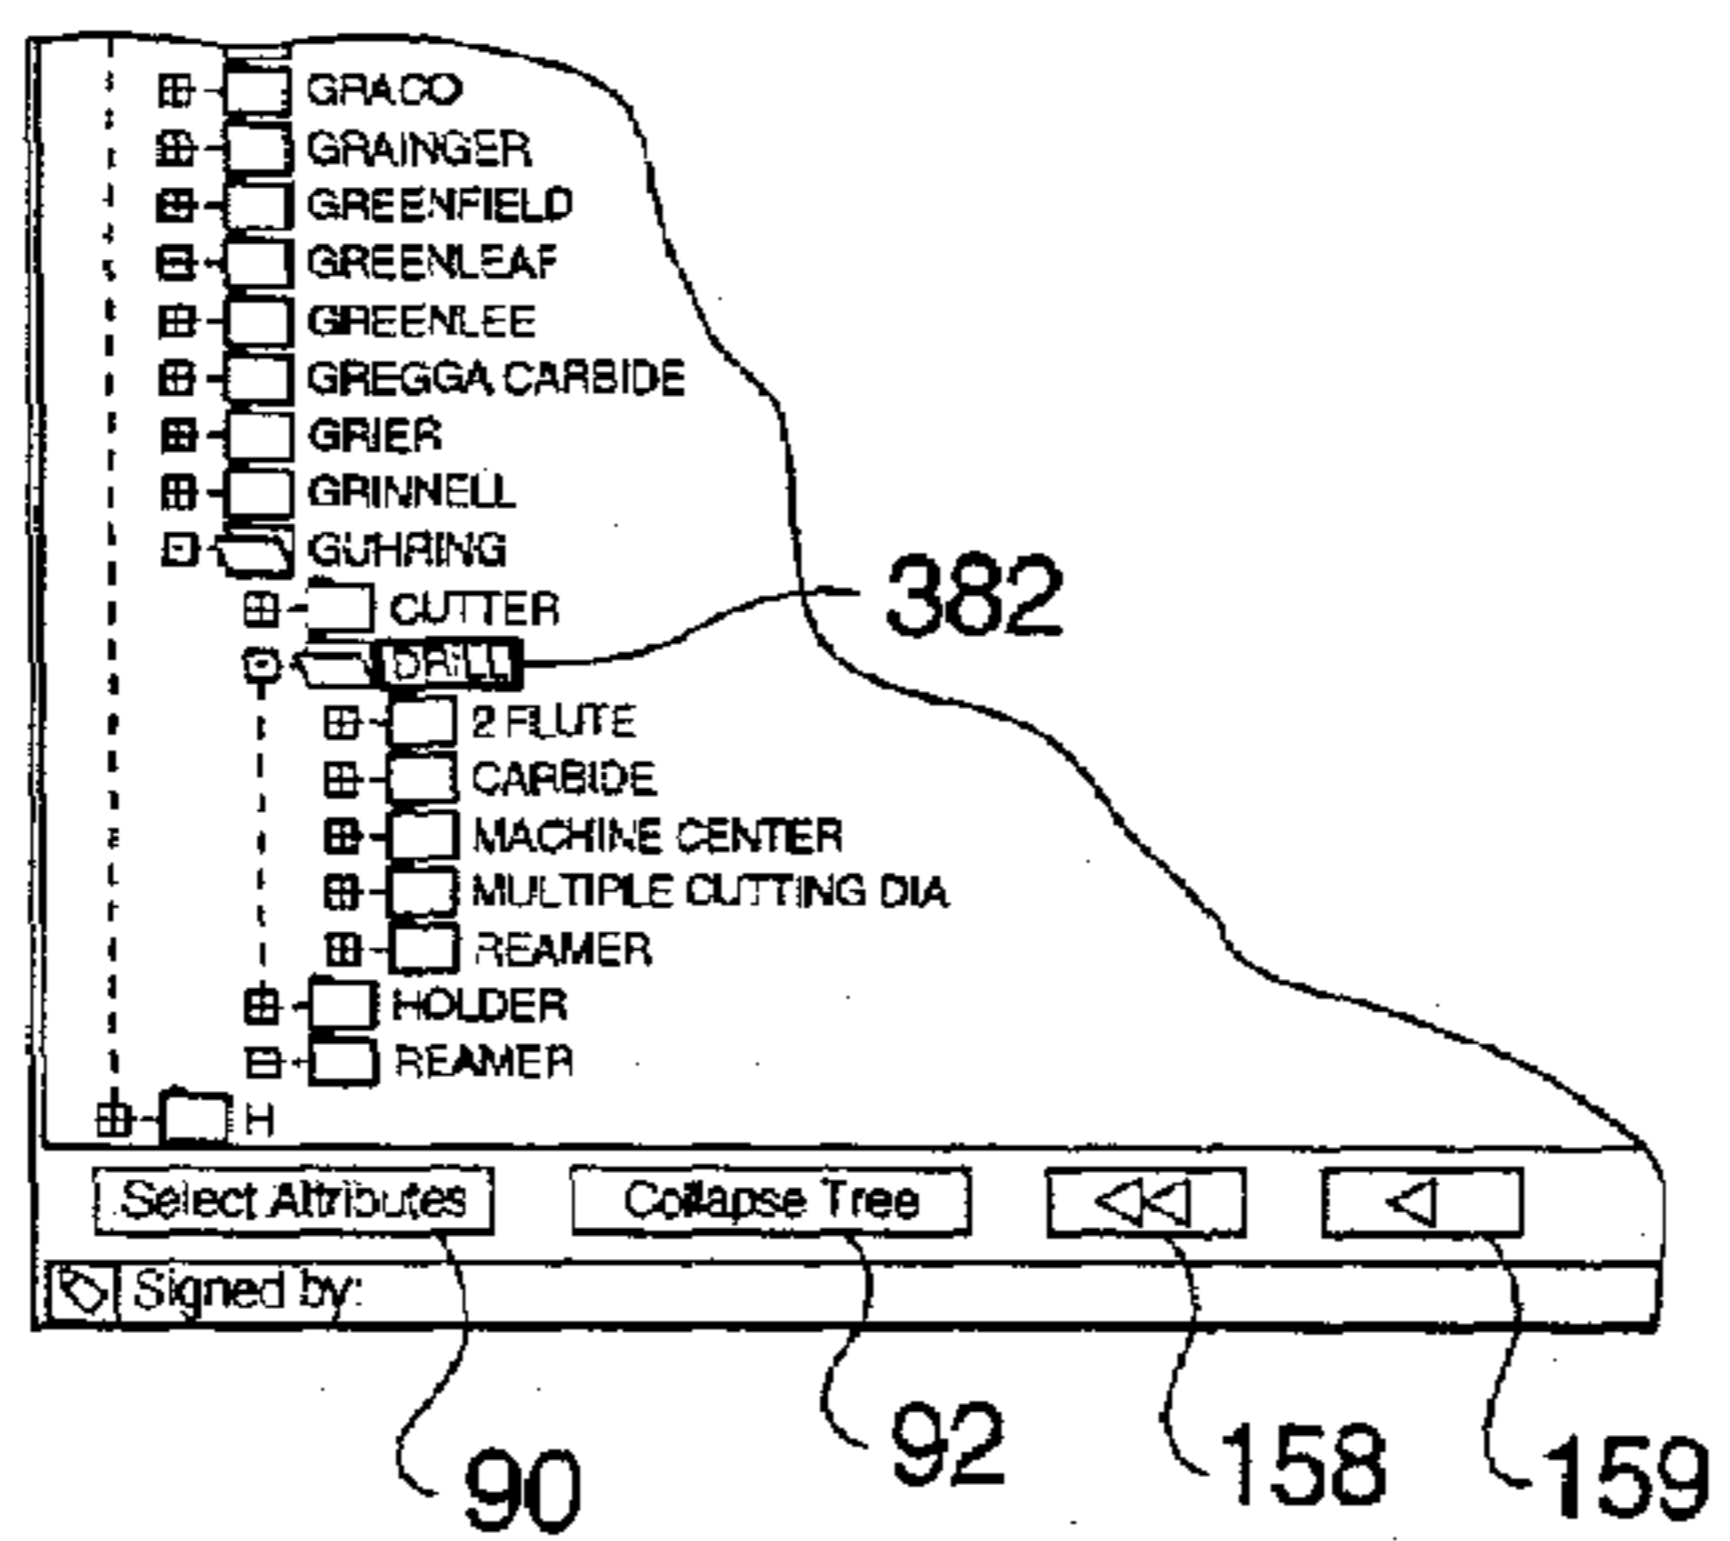 GRACO
GRAINGER
GREENFIELD
GREENLEAF
GREENLEE
GREGGA CARBIDE
GRIER
GRINNELL
GUHRING
CUTTER
382
DRILL
2 FLUTE
CARBIDE
MACHINE CENTER
MULTIPLE CUTTING DIA
REAMER
HOLDER
REAMER
H
Select Attributes Collapse Tree
Signed by:
90 92 158 159